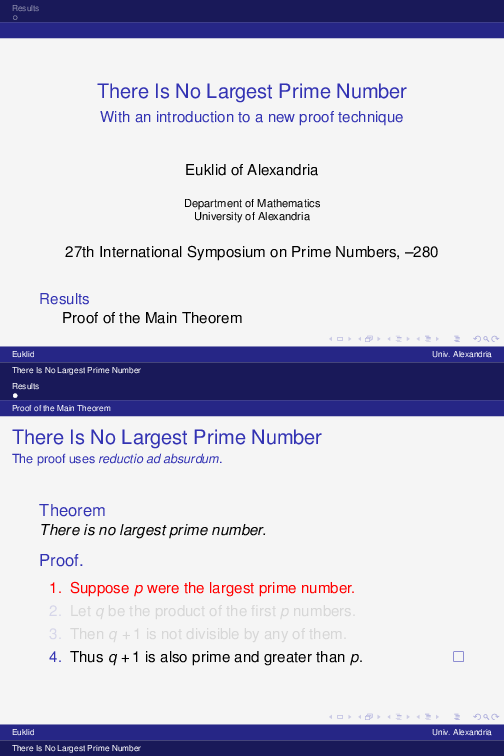 Results
There Is No Largest Prime Number
With an introduction to a new proof technique
Euklid of Alexandria
Department of Mathematics
University of Alexandria
27th International Symposium on Prime Numbers, –280
Results
Proof of the Main Theorem
Euklid Univ. Alexandria
There Is No Largest Prime Number
Results
Proof of the Main Theorem
There Is No Largest Prime Number
The proof uses reductio ad absurdum.
Theorem
There is no largest prime number.
Proof.
1. Suppose p were the largest prime number.
2. Let q be the product of the first p numbers.
3. Then q + 1 is not divisible by any of them.
4. Thus q + 1 is also prime and greater than p.
Euklid Univ. Alexandria
There Is No Largest Prime Number